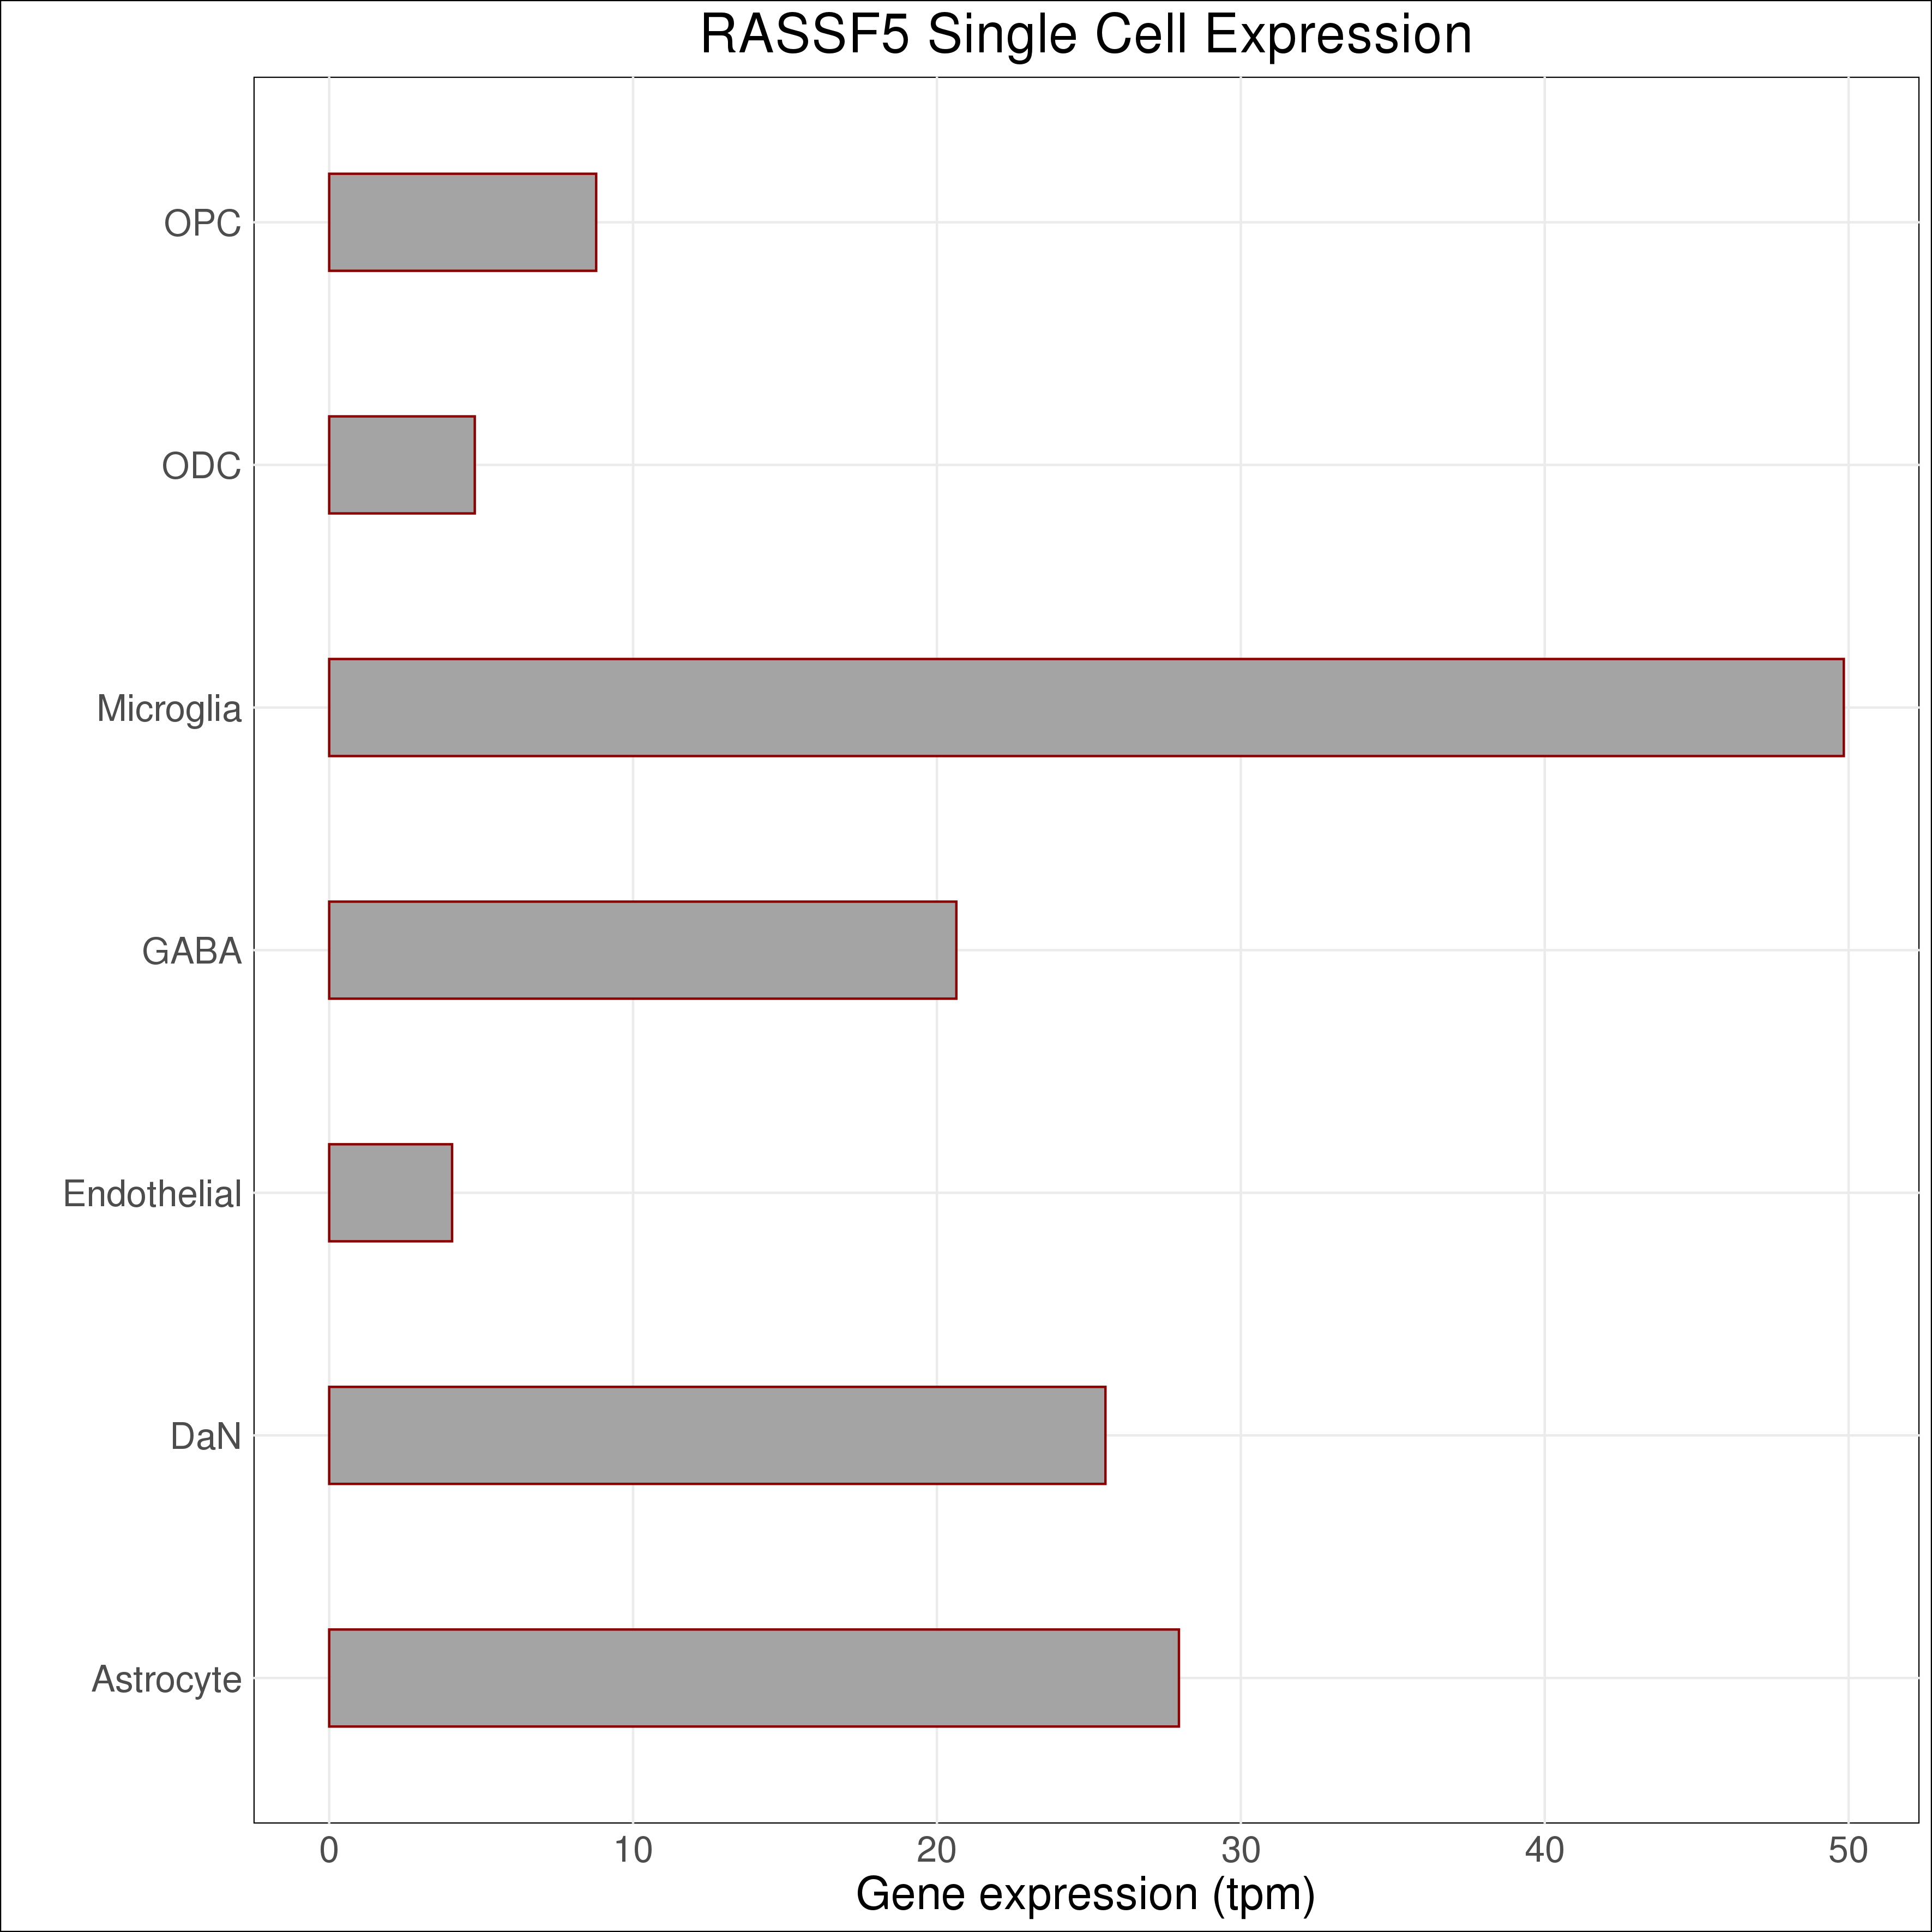 RASSF5 Single Cell Expression
OPC
ODC
Microglia
GABA
Endothelial
DaN
Astrocyte
0 10 20 30 40 50
Gene expression (tpm)